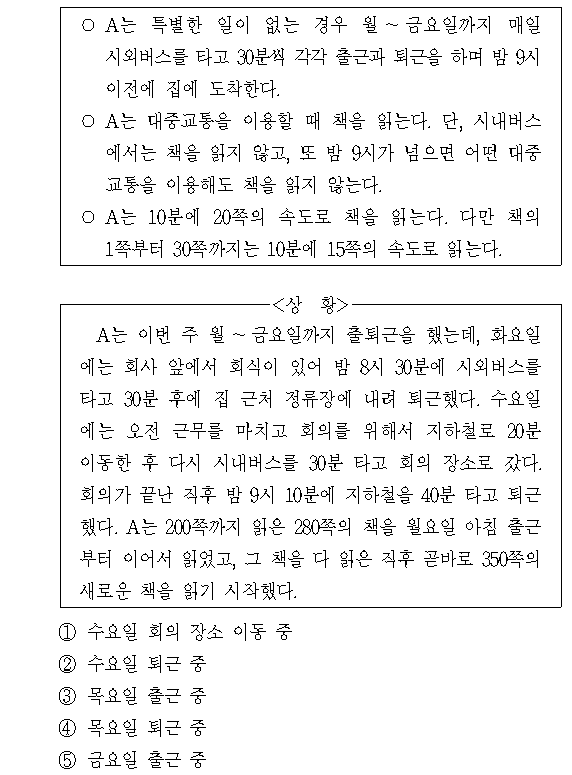 ○ A는 특별한 일이 없는 경우 월~금요일까지 매일
시외버스를 타고 30분씩 각각 출근과 퇴근을 하며 밤 9시
이전에 집에 도착한다.
○ A는 대중교통을 이용할 때 책을 읽는다. 단, 시내버스
에서는 책을 읽지 않고, 또 밤 9시가 넘으면 어떤 대중
교통을 이용해도 책을 읽지 않는다.
○ A는 10분에 20쪽의 속도로 책을 읽는다. 다만 책의
1쪽부터 30쪽까지는 10분에 15쪽의 속도로 읽는다.
<상 황>
A는 이번 주 월~금요일까지 출퇴근을 했는데, 화요일
에는 회사 앞에서 회식이 있어 밤 8시 30분에 시외버스를
타고 30분 후에 집 근처 정류장에 내려 퇴근했다. 수요일
에는 오전 근무를 마치고 회의를 위해서 지하철로 20분
이동한 후 다시 시내버스를 30분 타고 회의 장소로 갔다.
회의가 끝난 직후 밤 9시 10분에 지하철을 40분 타고 퇴근
했다. A는 200쪽까지 읽은 280쪽의 책을 월요일 아침 출근
부터 이어서 읽었고, 그 책을 다 읽은 직후 곧바로 350쪽의
새로운 책을 읽기 시작했다.
① 수요일 회의 장소 이동 중
② 수요일 퇴근 중
③ 목요일 출근 중
④ 목요일 퇴근 중
⑤ 금요일 출근 중